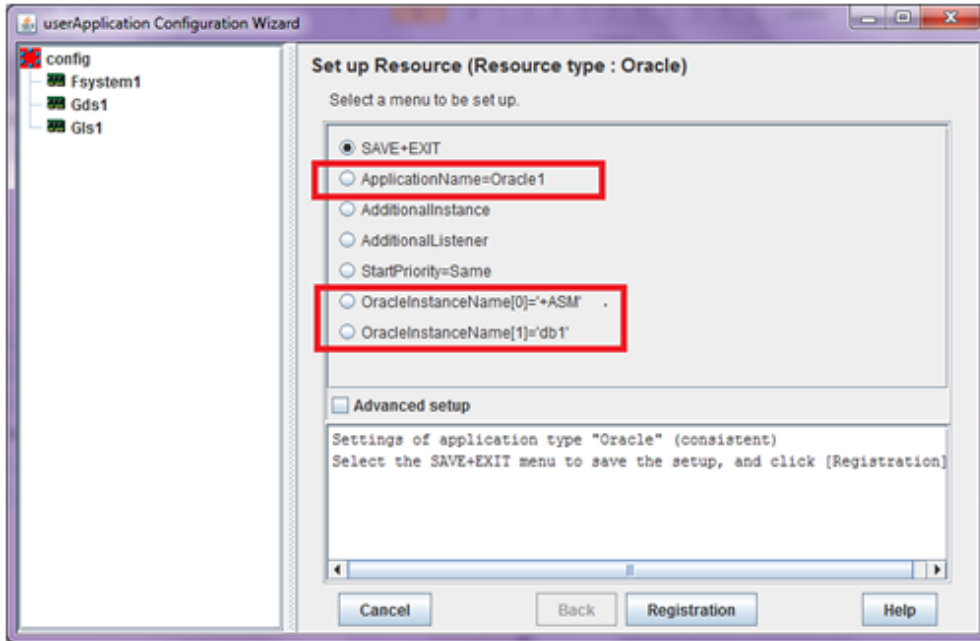 userApplication Configuration Wizard
config
Fsystem1
Gds1
Gls1
Set up Resource (Resource type : Oracle)
Select a menu to be set up.
SAVE+EXIT
ApplicationName=Oracle1
AdditionalInstance
AdditionalListener
StartPriority=Same
OracleInstanceName[0]='+ASM'
OracleInstanceName[1]='db1'
Advanced setup
Settings of application type "Oracle" (consistent)
Select the SAVE+EXIT menu to save the setup, and click [Registration]
Cancel Back Registration Help